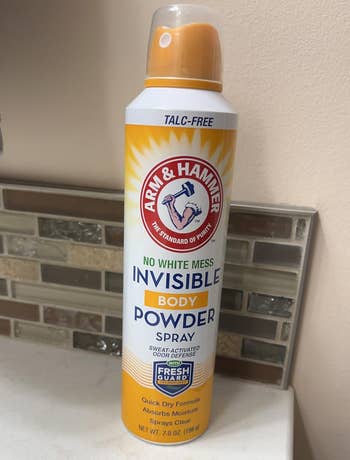 TALC-FREE
ARM & HAMMER
THE STANDARD OF PURITY
NO WHITE MESS
INVISIBLE
BODY
POWDER
SPRAY
SWEAT-ACTIVATED
ODOR DEFENSE
FRESH
GUARD
Quick Dry Formula
Absorbs Moisture
Sprays Clear
NET WT. 7.0 OZ. (198 g)